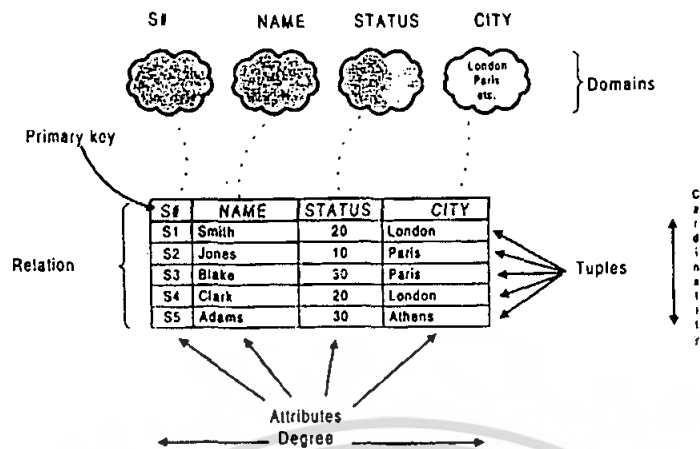 S# NAME STATUS CITY
London
Paris
etc.
Domains
Primary key
S# NAME STATUS CITY
S1 Smith 20 London
S2 Jones 10 Paris
S3 Blake 30 Paris
S4 Clark 20 London
S5 Adams 30 Athens
Relation
Tuples
Cardinality
Attributes
Degree